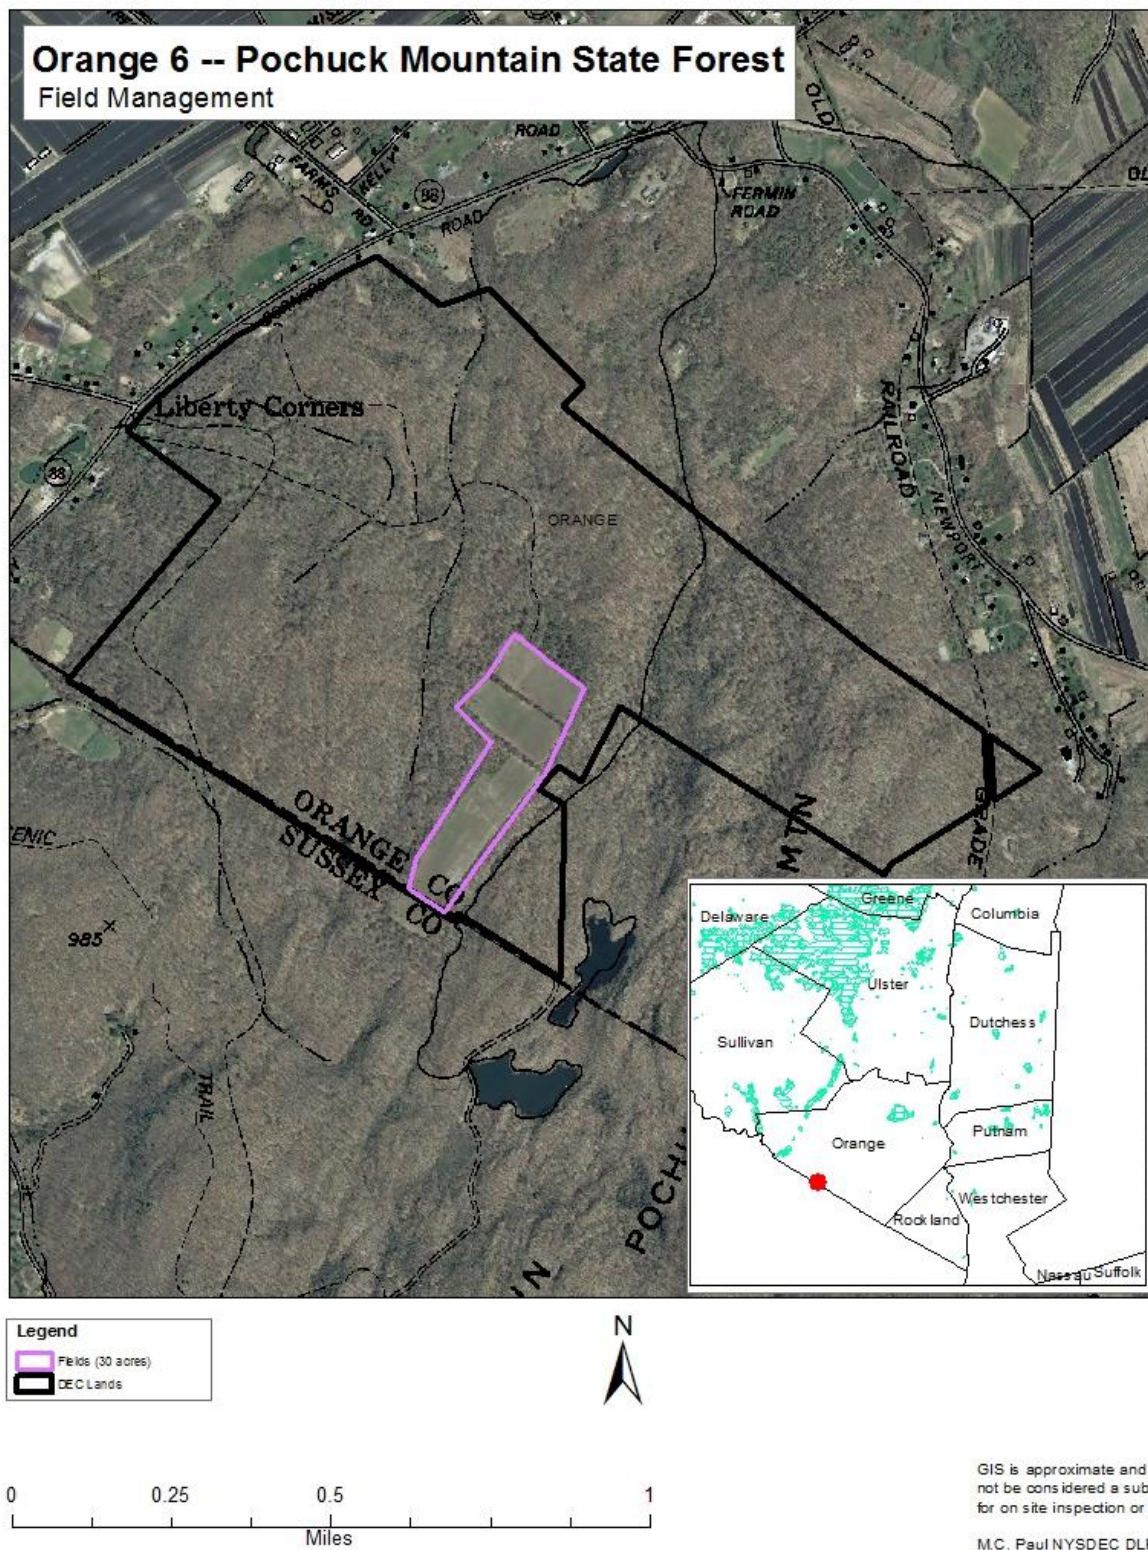 Orange 6 -- Pochuck Mountain State Forest
Field Management
OLD
ROAD
FARMS
RD
KELLY
88
ROAD
FERMIN
ROAD
Liberty Corners
88
RAILROAD
NEWPORT
ORANGE
ORANGE CO
SUSSEX CO
GRADE
MTN
ENIC
985
TRAIL
Greene
Delaware
Columbia
Ulster
Dutchess
Sullivan
Putnam
Orange
Westchester
Rockland
Nassau
Suffolk
Legend
Fields (30 acres)
DEC Lands
N
0 0.25 0.5 1
Miles
GIS is approximate and
not be considered a sub
for on site inspection or
M.C. Paul NYSDEC DL